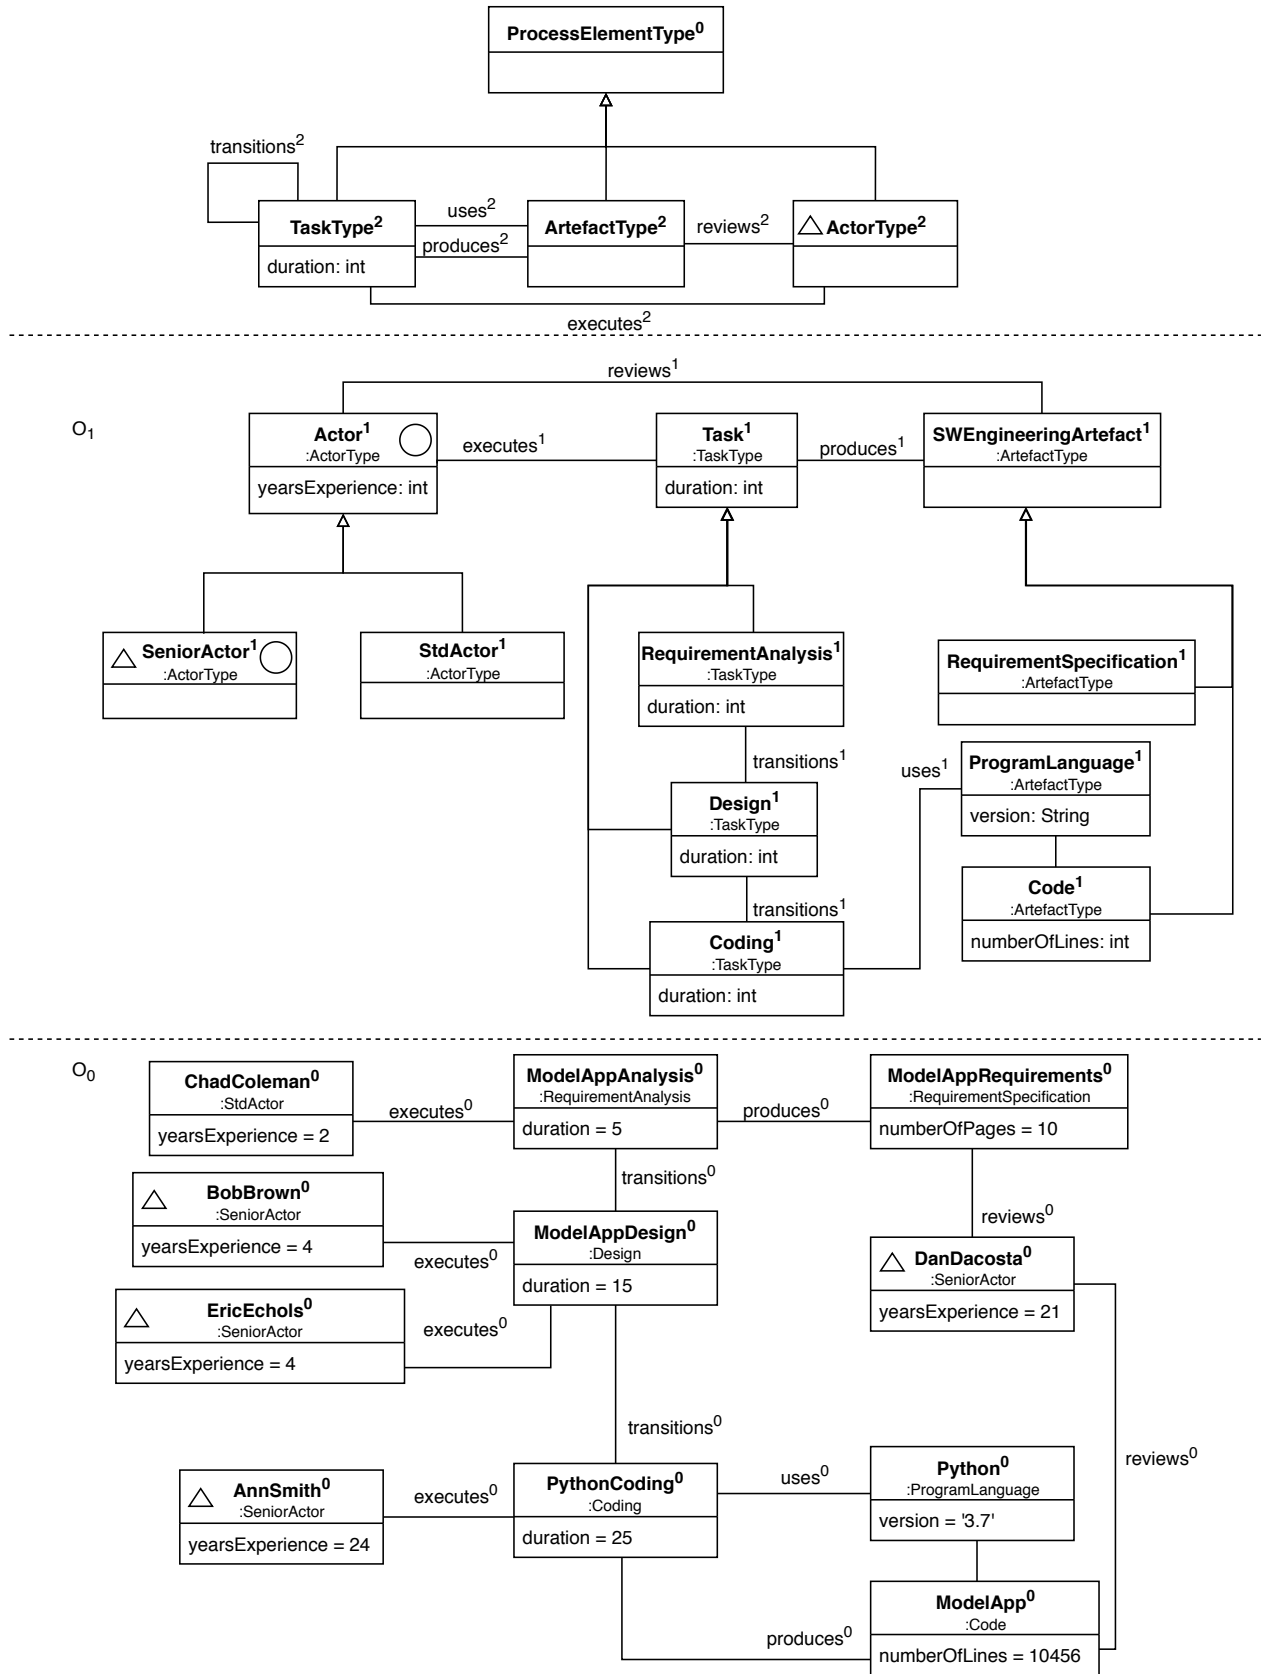 ProcessElementType⁰
transitions²
TaskType²
duration: int
uses²
produces²
ArtefactType²
reviews²
ActorType²
executes²
O₁
reviews¹
Actor¹
:ActorType
yearsExperience: int
executes¹
Task¹
:TaskType
duration: int
produces¹
SWEngineeringArtefact¹
:ArtefactType
SeniorActor¹
:ActorType
StdActor¹
:ActorType
RequirementAnalysis¹
:TaskType
duration: int
RequirementSpecification¹
:ArtefactType
transitions¹
uses¹
ProgramLanguage¹
:ArtefactType
version: String
Design¹
:TaskType
duration: int
Code¹
:ArtefactType
numberOfLines: int
transitions¹
Coding¹
:TaskType
duration: int
O₀
ChadColeman⁰
:StdActor
yearsExperience = 2
executes⁰
ModelAppAnalysis⁰
:RequirementAnalysis
duration = 5
produces⁰
ModelAppRequirements⁰
:RequirementSpecification
numberOfPages = 10
transitions⁰
BobBrown⁰
:SeniorActor
yearsExperience = 4
executes⁰
ModelAppDesign⁰
:Design
duration = 15
reviews⁰
DanDacosta⁰
:SeniorActor
yearsExperience = 21
EricEchols⁰
:SeniorActor
yearsExperience = 4
executes⁰
transitions⁰
reviews⁰
AnnSmith⁰
:SeniorActor
yearsExperience = 24
executes⁰
PythonCoding⁰
:Coding
duration = 25
uses⁰
Python⁰
:ProgramLanguage
version = '3.7'
produces⁰
ModelApp⁰
:Code
numberOfLines = 10456